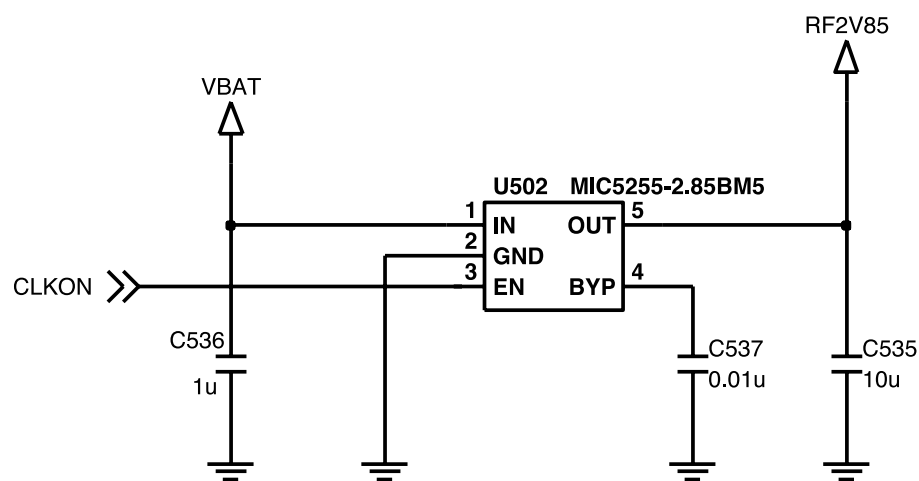 RF2V85
VBAT
U502 MIC5255-2.85BM5
1 IN OUT 5
2 GND
3 EN BYP 4
CLKON
C536
1u
C537
0.01u
C535
10u